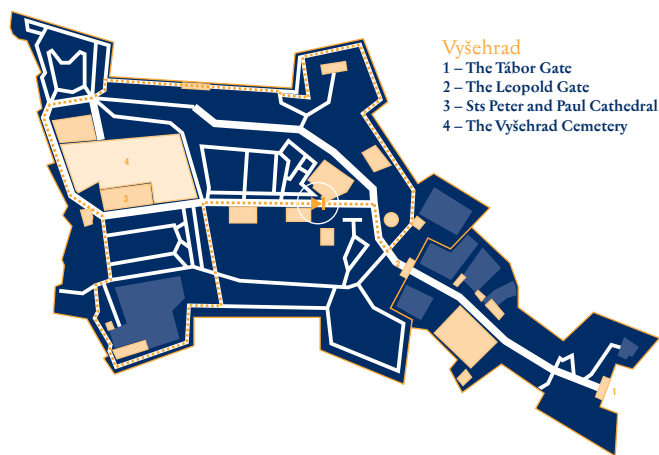 Vyšehrad
1 – The Tábor Gate
2 – The Leopold Gate
3 – Sts Peter and Paul Cathedral
4 – The Vyšehrad Cemetery
4
3
2
1